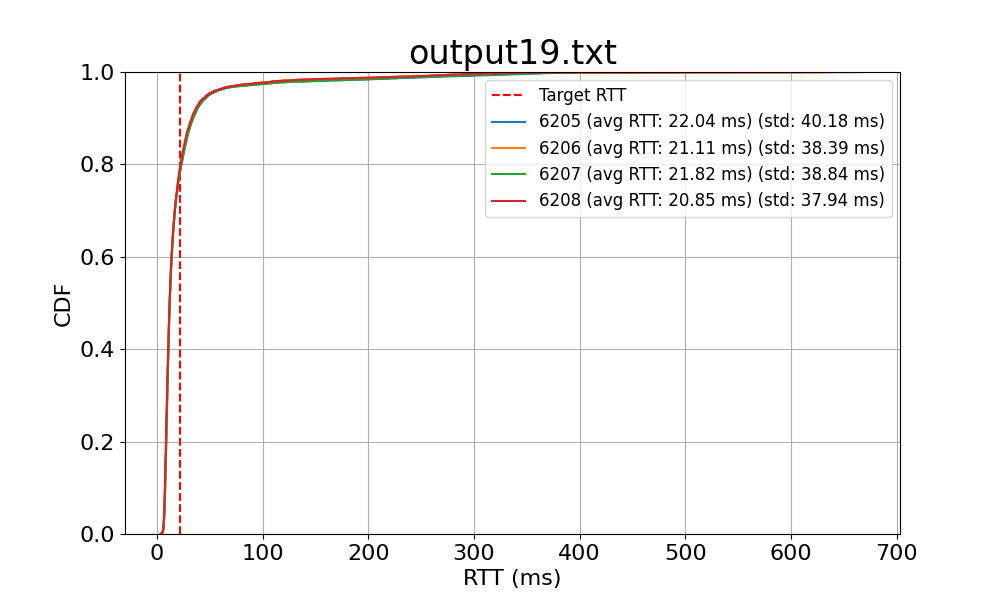 output19.txt
1.0
0.8
0.6
0.4
0.2
0.0
CDF
Target RTT
6205 (avg RTT: 22.04 ms) (std: 40.18 ms)
6206 (avg RTT: 21.11 ms) (std: 38.39 ms)
6207 (avg RTT: 21.82 ms) (std: 38.84 ms)
6208 (avg RTT: 20.85 ms) (std: 37.94 ms)
0 100 200 300 400 500 600 700
RTT (ms)